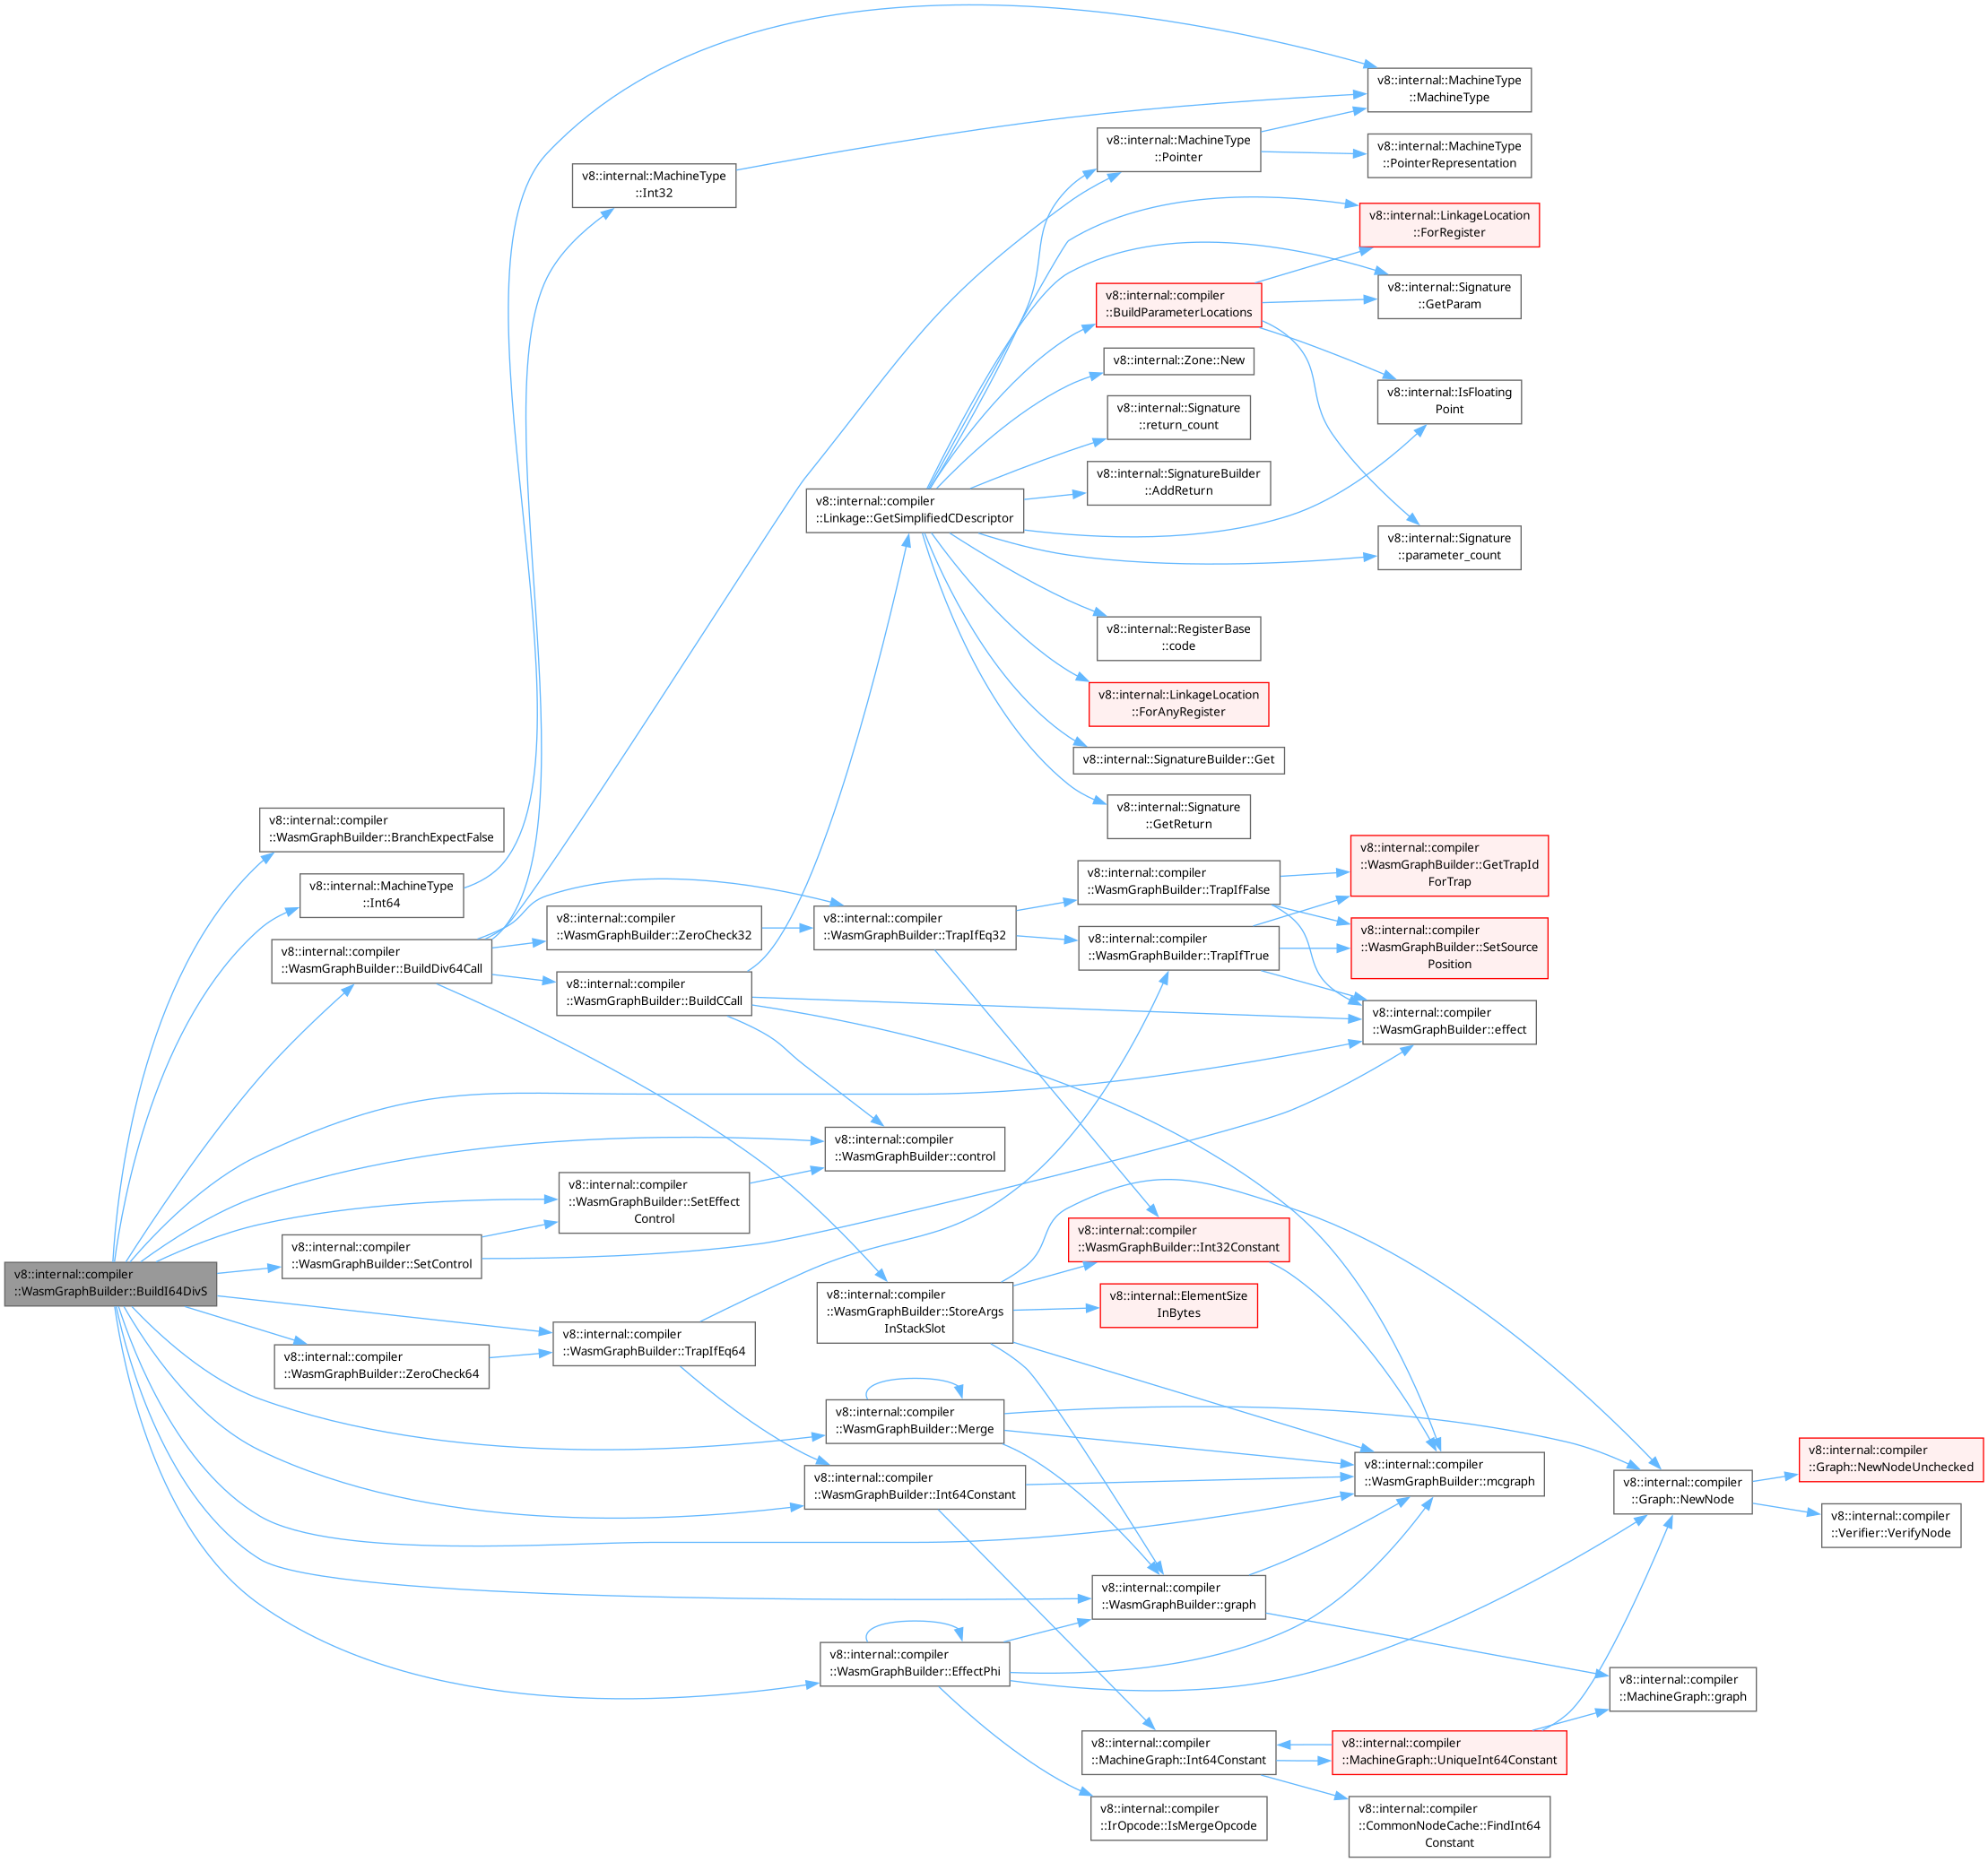 v8::internal::MachineType
::MachineType
v8::internal::MachineType
::Pointer
v8::internal::MachineType
::PointerRepresentation
v8::internal::MachineType
::Int32
v8::internal::LinkageLocation
::ForRegister
v8::internal::Signature
::GetParam
v8::internal::compiler
::BuildParameterLocations
v8::internal::Zone::New
v8::internal::IsFloating
Point
v8::internal::Signature
::return_count
v8::internal::SignatureBuilder
::AddReturn
v8::internal::compiler
::Linkage::GetSimplifiedCDescriptor
v8::internal::Signature
::parameter_count
v8::internal::RegisterBase
::code
v8::internal::LinkageLocation
::ForAnyRegister
v8::internal::SignatureBuilder::Get
v8::internal::Signature
::GetReturn
v8::internal::compiler
::WasmGraphBuilder::BranchExpectFalse
v8::internal::MachineType
::Int64
v8::internal::compiler
::WasmGraphBuilder::BuildDiv64Call
v8::internal::compiler
::WasmGraphBuilder::ZeroCheck32
v8::internal::compiler
::WasmGraphBuilder::TrapIfEq32
v8::internal::compiler
::WasmGraphBuilder::TrapIfFalse
v8::internal::compiler
::WasmGraphBuilder::GetTrapId
ForTrap
v8::internal::compiler
::WasmGraphBuilder::TrapIfTrue
v8::internal::compiler
::WasmGraphBuilder::SetSource
Position
v8::internal::compiler
::WasmGraphBuilder::BuildCCall
v8::internal::compiler
::WasmGraphBuilder::effect
v8::internal::compiler
::WasmGraphBuilder::control
v8::internal::compiler
::WasmGraphBuilder::SetEffect
Control
v8::internal::compiler
::WasmGraphBuilder::SetControl
v8::internal::compiler
::WasmGraphBuilder::BuildI64DivS
v8::internal::compiler
::WasmGraphBuilder::Int32Constant
v8::internal::compiler
::WasmGraphBuilder::StoreArgs
InStackSlot
v8::internal::ElementSize
InBytes
v8::internal::compiler
::WasmGraphBuilder::TrapIfEq64
v8::internal::compiler
::WasmGraphBuilder::ZeroCheck64
v8::internal::compiler
::WasmGraphBuilder::Merge
v8::internal::compiler
::WasmGraphBuilder::Int64Constant
v8::internal::compiler
::WasmGraphBuilder::mcgraph
v8::internal::compiler
::Graph::NewNode
v8::internal::compiler
::Graph::NewNodeUnchecked
v8::internal::compiler
::Verifier::VerifyNode
v8::internal::compiler
::WasmGraphBuilder::graph
v8::internal::compiler
::WasmGraphBuilder::EffectPhi
v8::internal::compiler
::MachineGraph::graph
v8::internal::compiler
::MachineGraph::Int64Constant
v8::internal::compiler
::MachineGraph::UniqueInt64Constant
v8::internal::compiler
::IrOpcode::IsMergeOpcode
v8::internal::compiler
::CommonNodeCache::FindInt64
Constant